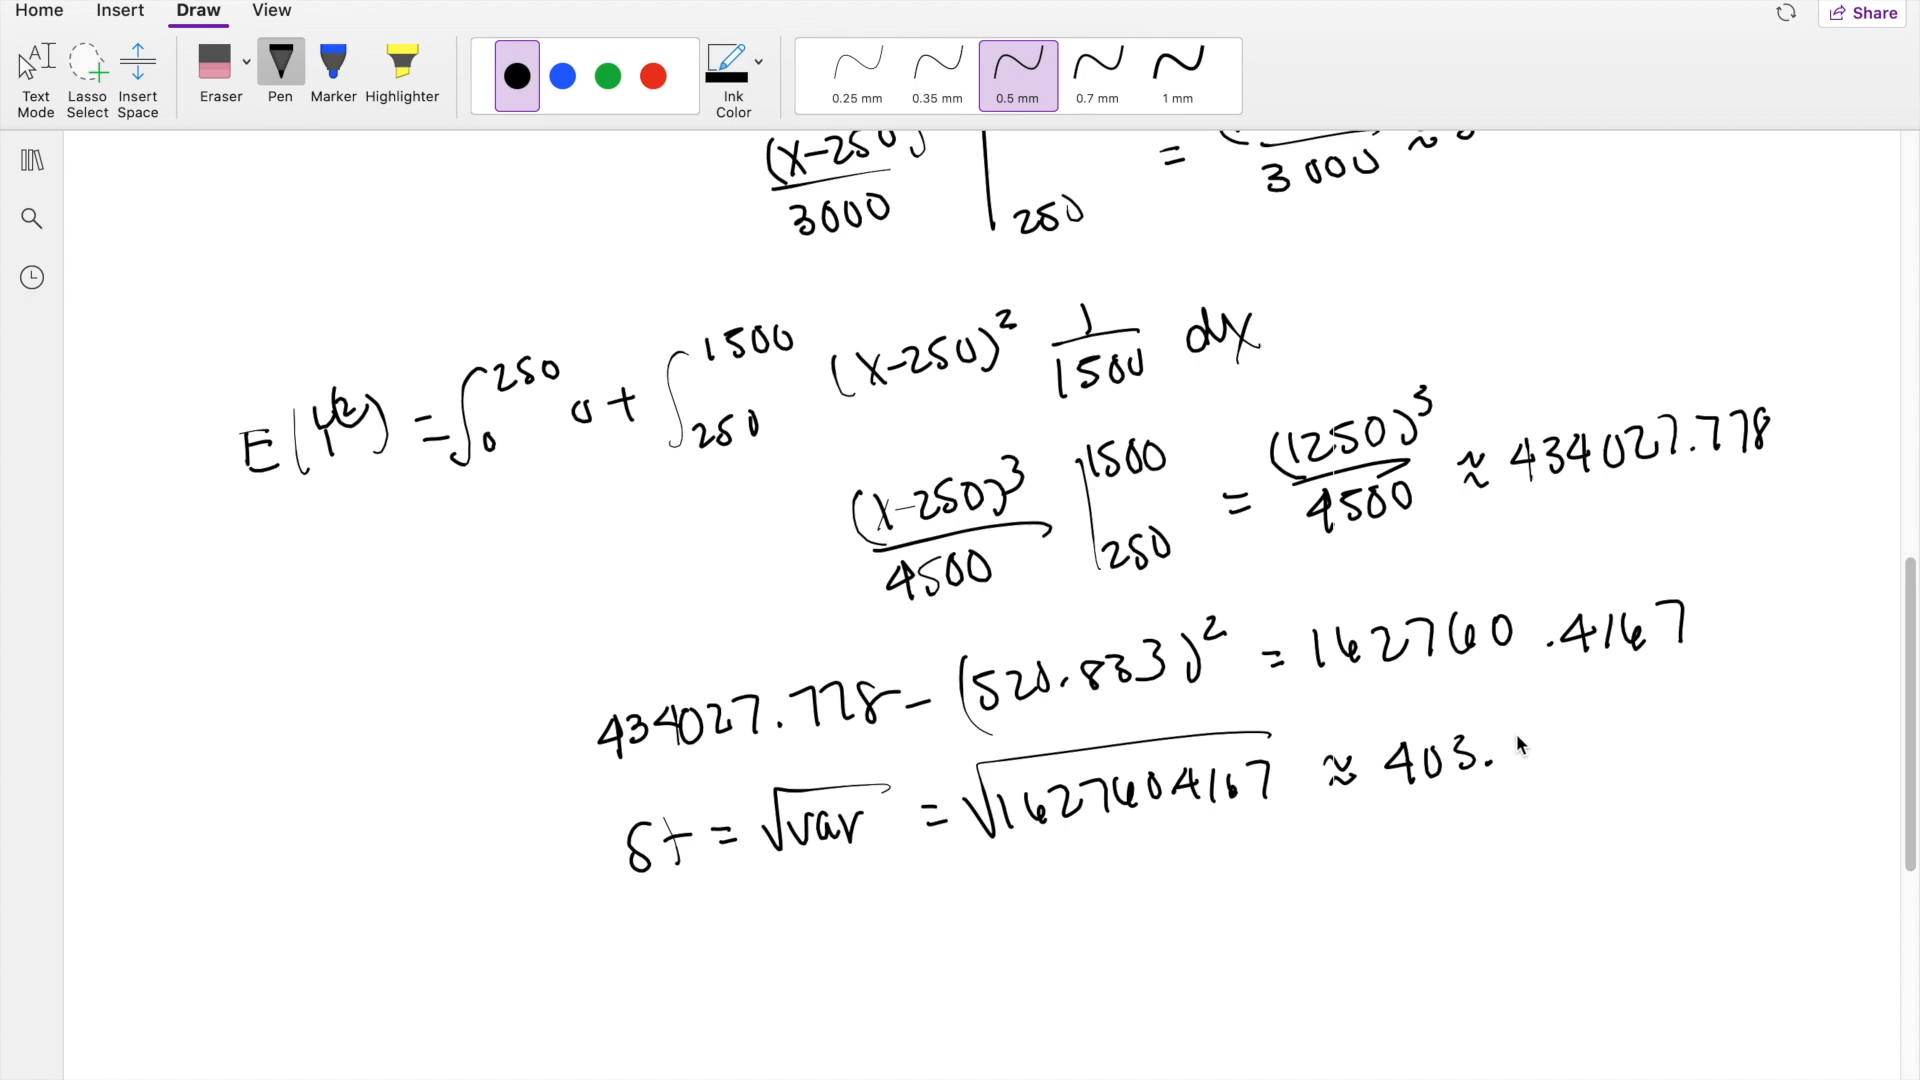 Home Insert Draw View Share
Text Mode Lasso Select Insert Space Eraser Pen Marker Highlighter Ink Color 0.25 mm 0.35 mm 0.5 mm 0.7 mm 1 mm
(x-250) / 3000 | 250 = / 3000 ≈
E(Y²) = ∫₀²⁵⁰ 0 + ∫₂₅₀¹⁵⁰⁰ (x-250)² 1/1500 dx
(x-250)³ / 4500 |₂₅₀¹⁵⁰⁰ = (1250)³ / 4500 ≈ 434027.778
434027.778 - (520.833)² = 162760.4167
St = √var = √1627604167 ≈ 403.